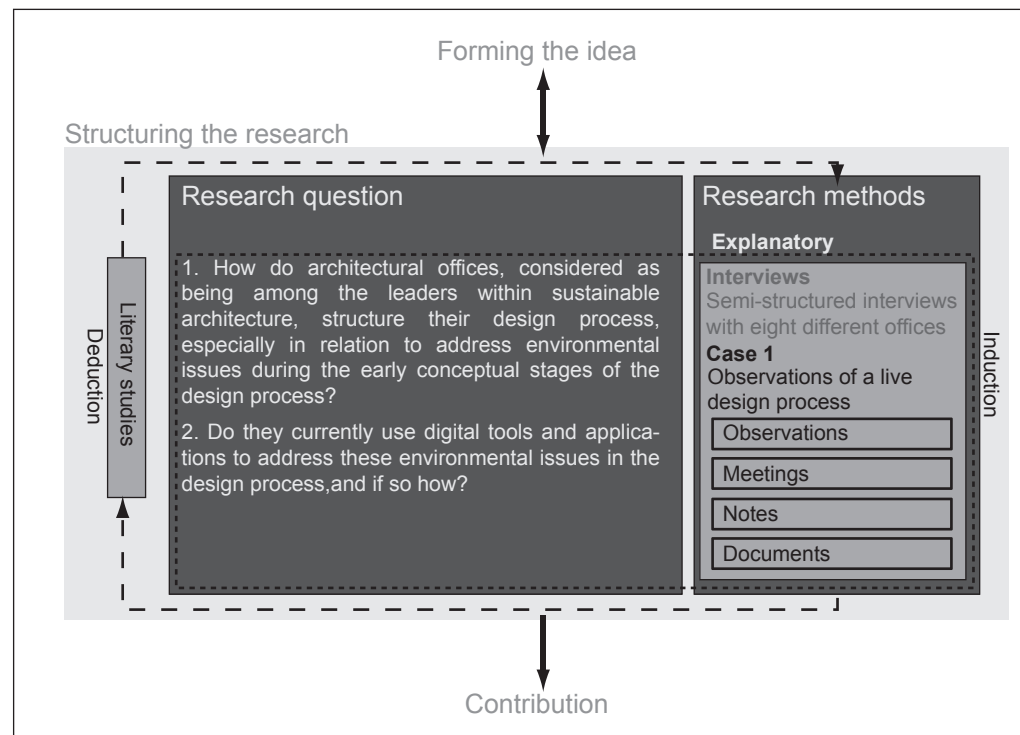 Forming the idea
Structuring the research
Deduction
Literary studies
Research question
1. How do architectural offices, considered as
being among the leaders within sustainable
architecture, structure their design process,
especially in relation to address environmental
issues during the early conceptual stages of the
design process?
2. Do they currently use digital tools and applica-
tions to address these environmental issues in the
design process,and if so how?
Research methods
Explanatory
Interviews
Semi-structured interviews
with eight different offices
Case 1
Observations of a live
design process
Observations
Meetings
Notes
Documents
Induction
Contribution